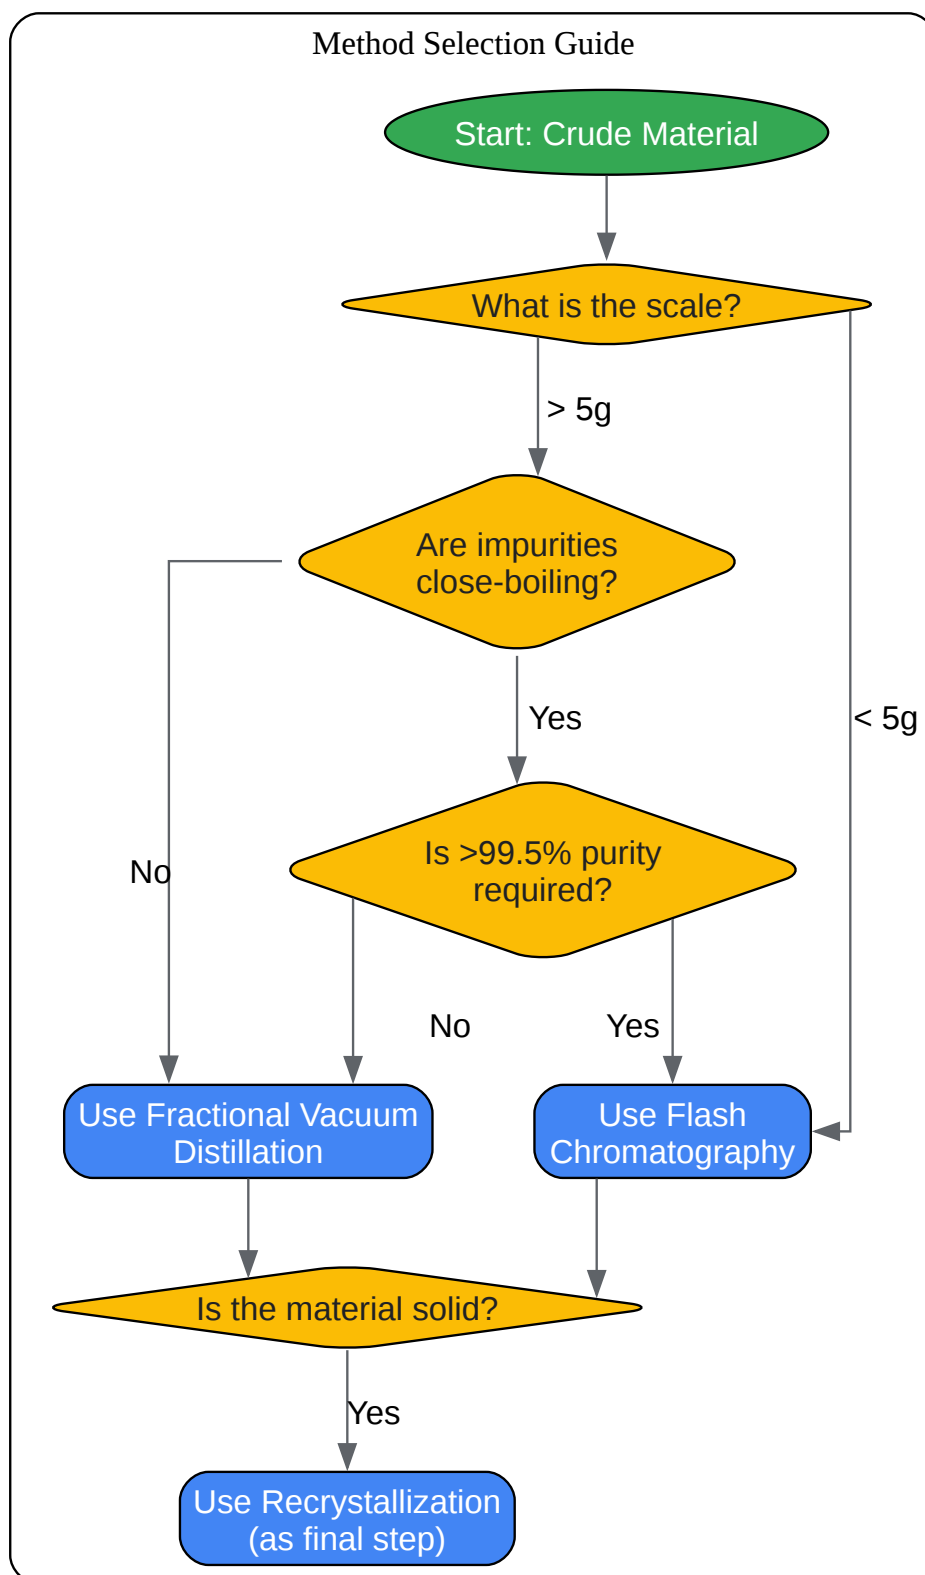 Method Selection Guide
Start: Crude Material
What is the scale?
> 5g
Are impurities
close-boiling?
Yes
< 5g
Is >99.5% purity
required?
No
No
Yes
Use Fractional Vacuum
Distillation
Use Flash
Chromatography
Is the material solid?
Yes
Use Recrystallization
(as final step)